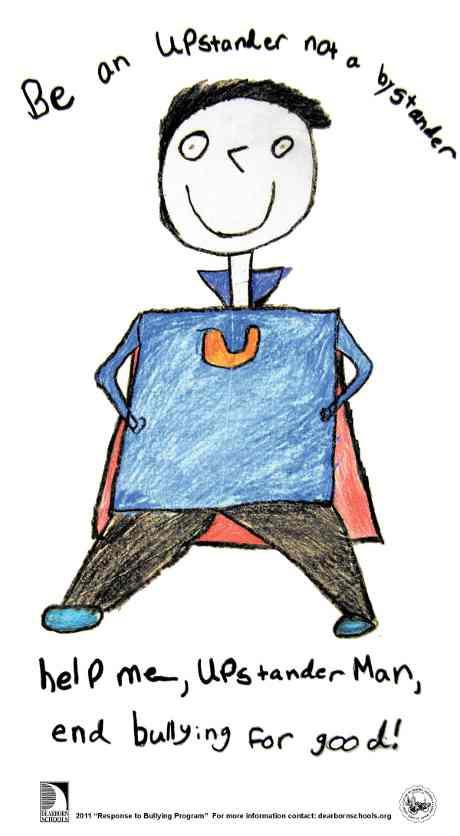 Be an UPstander not a bystander
U
help me, UPstander Man,
end bullying for good!
DEARBORN
SCHOOLS
2011 "Response to Bullying Program" For more information contact: dearbornschools.org